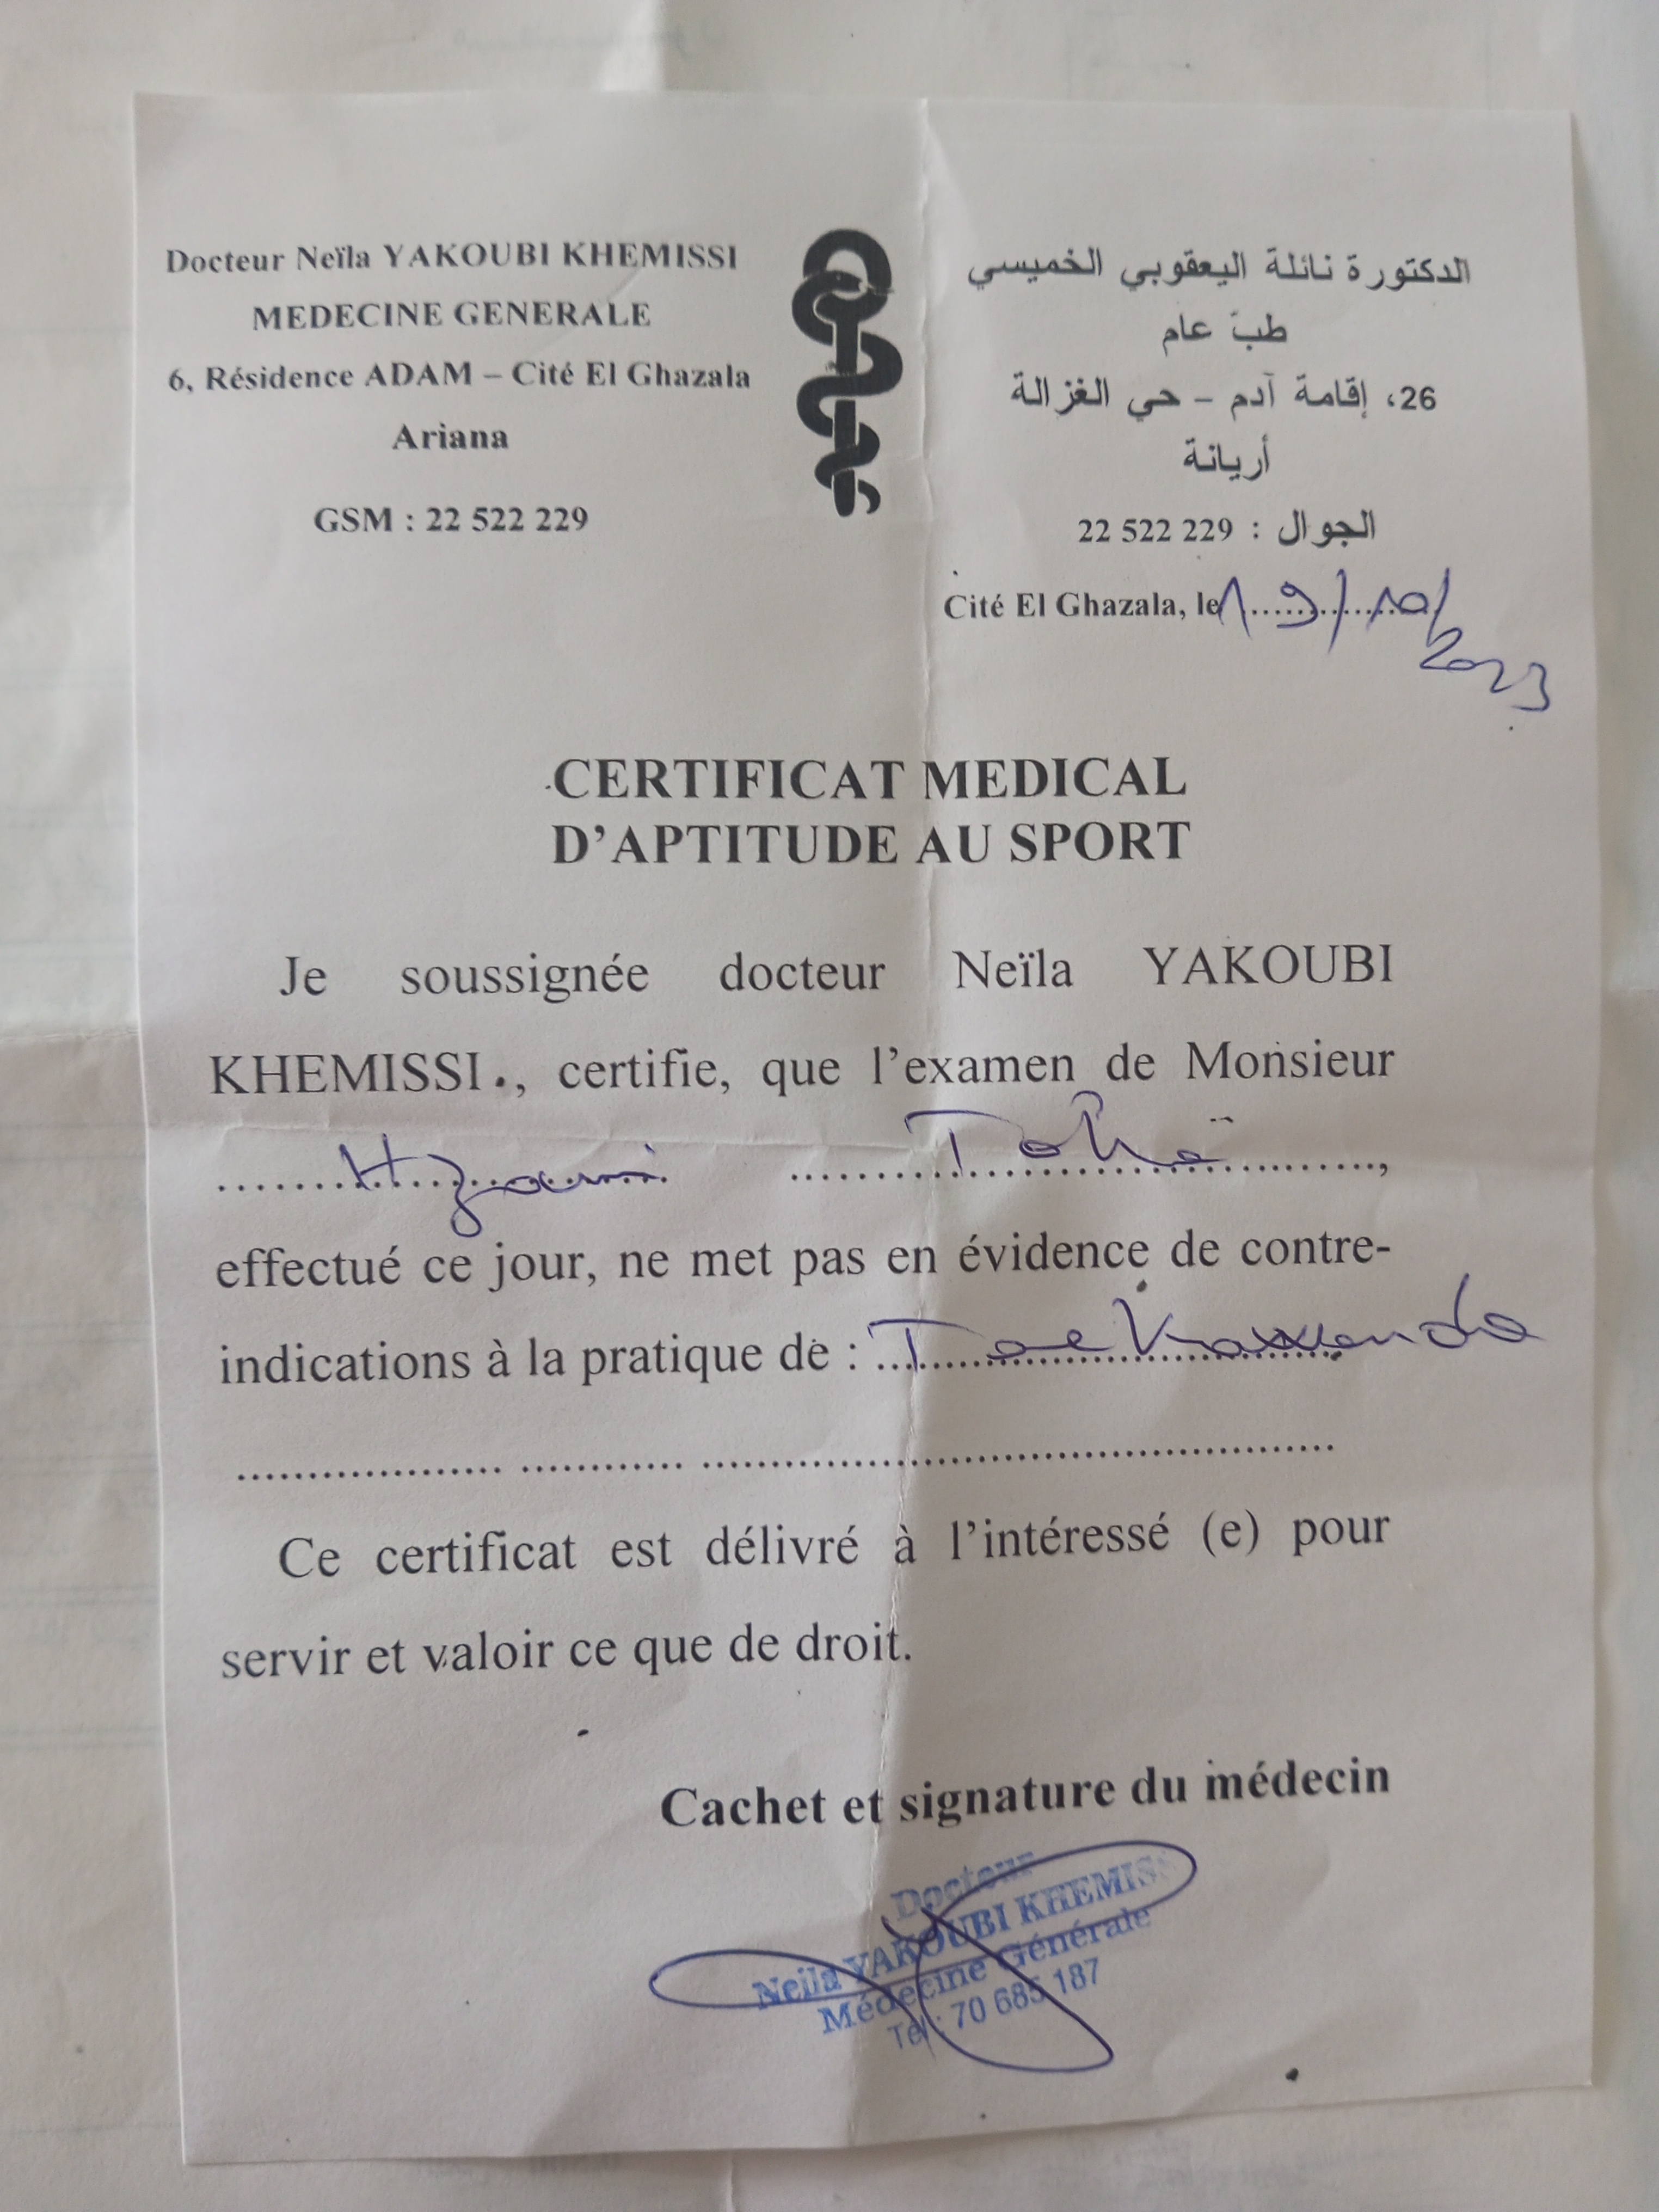 Docteur Neïla YAKOUBI KHEMISSI
MEDECINE GENERALE
6, Résidence ADAM – Cité El Ghazala
Ariana
GSM : 22 522 229
الدكتورة نائلة اليعقوبي الخميسي
طبّ عام
26، إقامة آدم - حي الغزالة
أريانة
الجوال : 22 522 229
Cité El Ghazala, le 19/10/
2023
CERTIFICAT MEDICAL
D'APTITUDE AU SPORT
Je soussignée docteur Neïla YAKOUBI
KHEMISSI., certifie, que l'examen de Monsieur
..........,
effectué ce jour, ne met pas en évidence de contre-
indications à la pratique de : Taekwondo
Ce certificat est délivré à l'intéressé (e) pour
servir et valoir ce que de droit.
Cachet et signature du médecin
Docteur
Neila YAKOUBI KHEMISS
Médecine Générale
Tél : 70 685 187